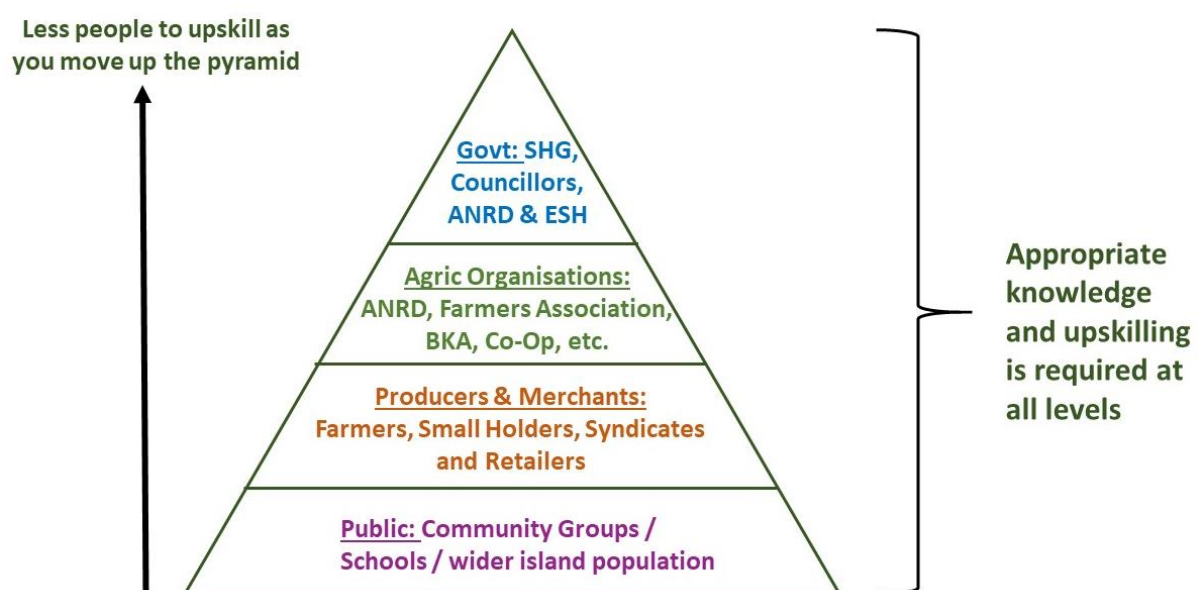 Less people to upskill as
you move up the pyramid
Govt: SHG,
Councillors,
ANRD & ESH
Agric Organisations:
ANRD, Farmers Association,
BKA, Co-Op, etc.
Producers & Merchants:
Farmers, Small Holders, Syndicates
and Retailers
Public: Community Groups /
Schools / wider island population
Appropriate
knowledge
and upskilling
is required at
all levels